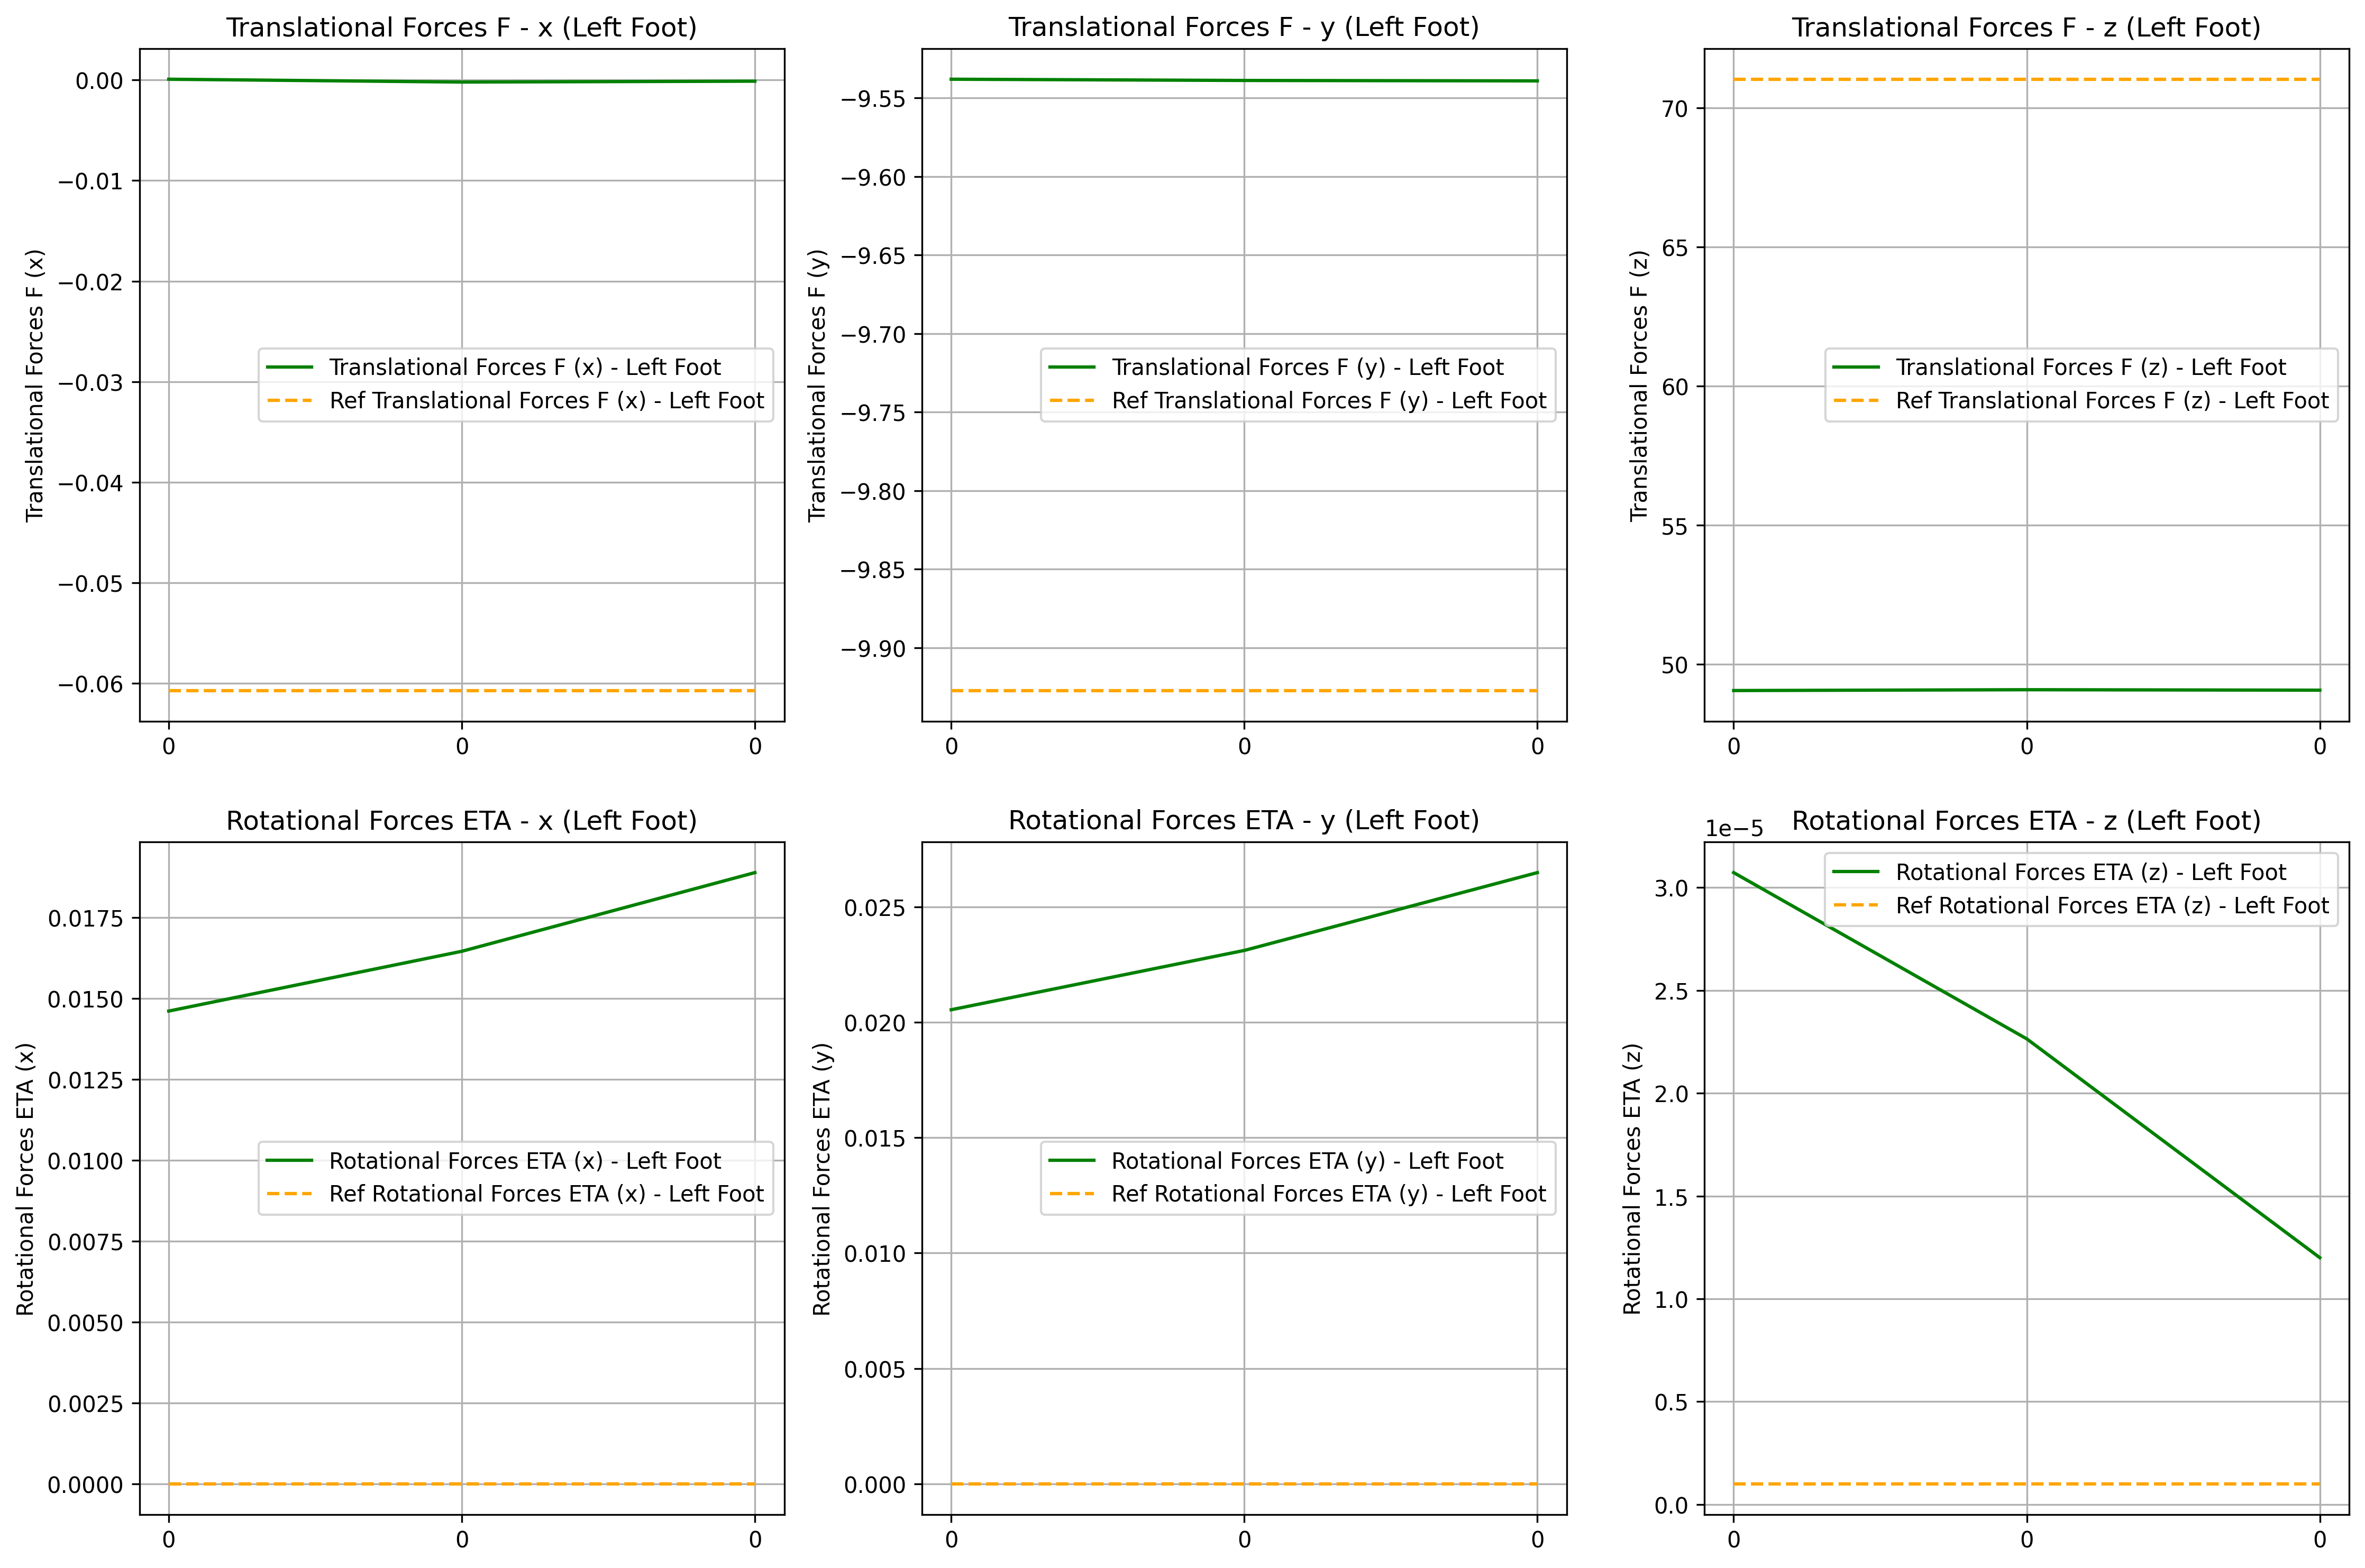 Translational Forces F - x (Left Foot)
Translational Forces F (x)
0.00
−0.01
−0.02
−0.03
−0.04
−0.05
−0.06
Translational Forces F (x) - Left Foot
Ref Translational Forces F (x) - Left Foot
0 0 0
Translational Forces F - y (Left Foot)
Translational Forces F (y)
−9.55
−9.60
−9.65
−9.70
−9.75
−9.80
−9.85
−9.90
Translational Forces F (y) - Left Foot
Ref Translational Forces F (y) - Left Foot
0 0 0
Translational Forces F - z (Left Foot)
Translational Forces F (z)
70
65
60
55
50
Translational Forces F (z) - Left Foot
Ref Translational Forces F (z) - Left Foot
0 0 0
Rotational Forces ETA - x (Left Foot)
Rotational Forces ETA (x)
0.0175
0.0150
0.0125
0.0100
0.0075
0.0050
0.0025
0.0000
Rotational Forces ETA (x) - Left Foot
Ref Rotational Forces ETA (x) - Left Foot
0 0 0
Rotational Forces ETA - y (Left Foot)
Rotational Forces ETA (y)
0.025
0.020
0.015
0.010
0.005
0.000
Rotational Forces ETA (y) - Left Foot
Ref Rotational Forces ETA (y) - Left Foot
0 0 0
1e−5
Rotational Forces ETA - z (Left Foot)
Rotational Forces ETA (z)
3.0
2.5
2.0
1.5
1.0
0.5
0.0
Rotational Forces ETA (z) - Left Foot
Ref Rotational Forces ETA (z) - Left Foot
0 0 0